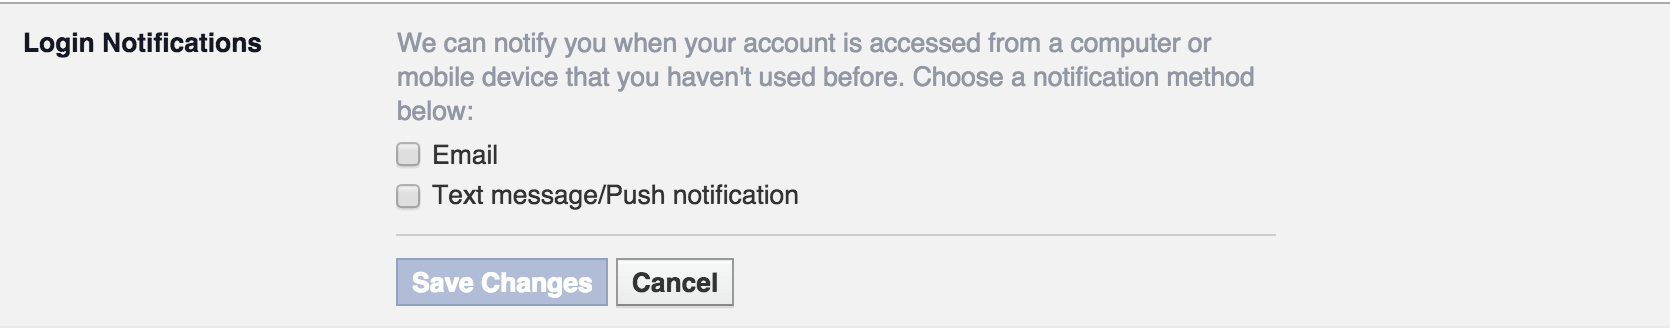 Login Notifications
We can notify you when your account is accessed from a computer or
mobile device that you haven't used before. Choose a notification method
below:
Email
Text message/Push notification
Save Changes
Cancel